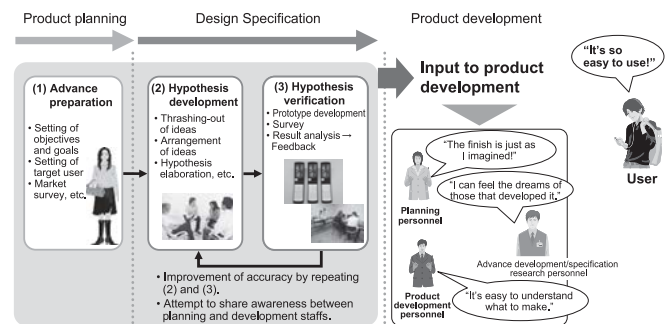 Product planning
Design Specification
Product development
(1) Advance
preparation
• Setting of
objectives and
goals
• Setting of
target user
• Market
survey, etc.
(2) Hypothesis
development
• Thrashing-out
of ideas
• Arrangement
of ideas
• Hypothesis
elaboration, etc.
(3) Hypothesis
verification
• Prototype development
• Survey
• Result analysis→
Feedback
• Improvement of accuracy by repeating
(2) and (3).
• Attempt to share awareness between
planning and development staffs.
Input to product
development
“The finish is just as
I imagined!”
Planning
personnel
“I can feel the dreams of
those that developed it.”
Advance development/specification
research personnel
Product
development
personnel
“It’s easy to understand
what to make.”
“It’s so
easy to use!”
User